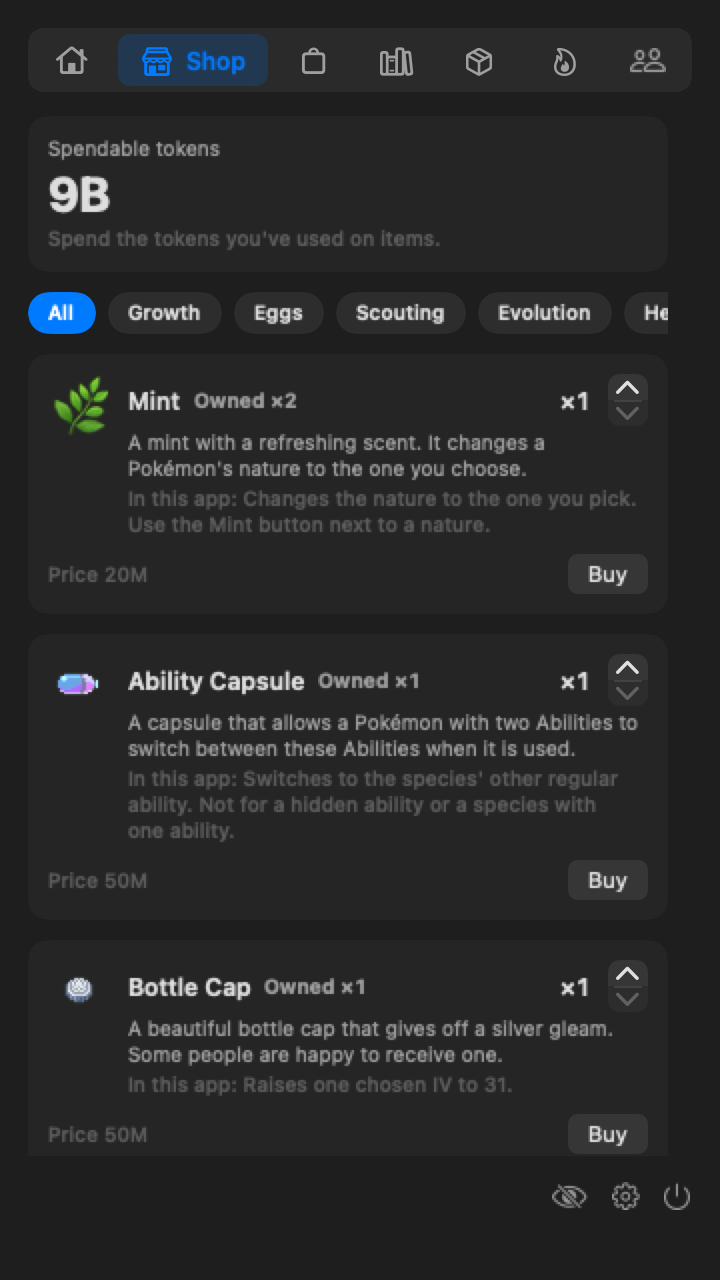 Shop
Spendable tokens
9B
Spend the tokens you've used on items.
All Growth Eggs Scouting Evolution He
Mint Owned ×2 ×1
A mint with a refreshing scent. It changes a
Pokémon's nature to the one you choose.
In this app: Changes the nature to the one you pick.
Use the Mint button next to a nature.
Price 20M Buy
Ability Capsule Owned ×1 ×1
A capsule that allows a Pokémon with two Abilities to
switch between these Abilities when it is used.
In this app: Switches to the species' other regular
ability. Not for a hidden ability or a species with
one ability.
Price 50M Buy
Bottle Cap Owned ×1 ×1
A beautiful bottle cap that gives off a silver gleam.
Some people are happy to receive one.
In this app: Raises one chosen IV to 31.
Price 50M Buy